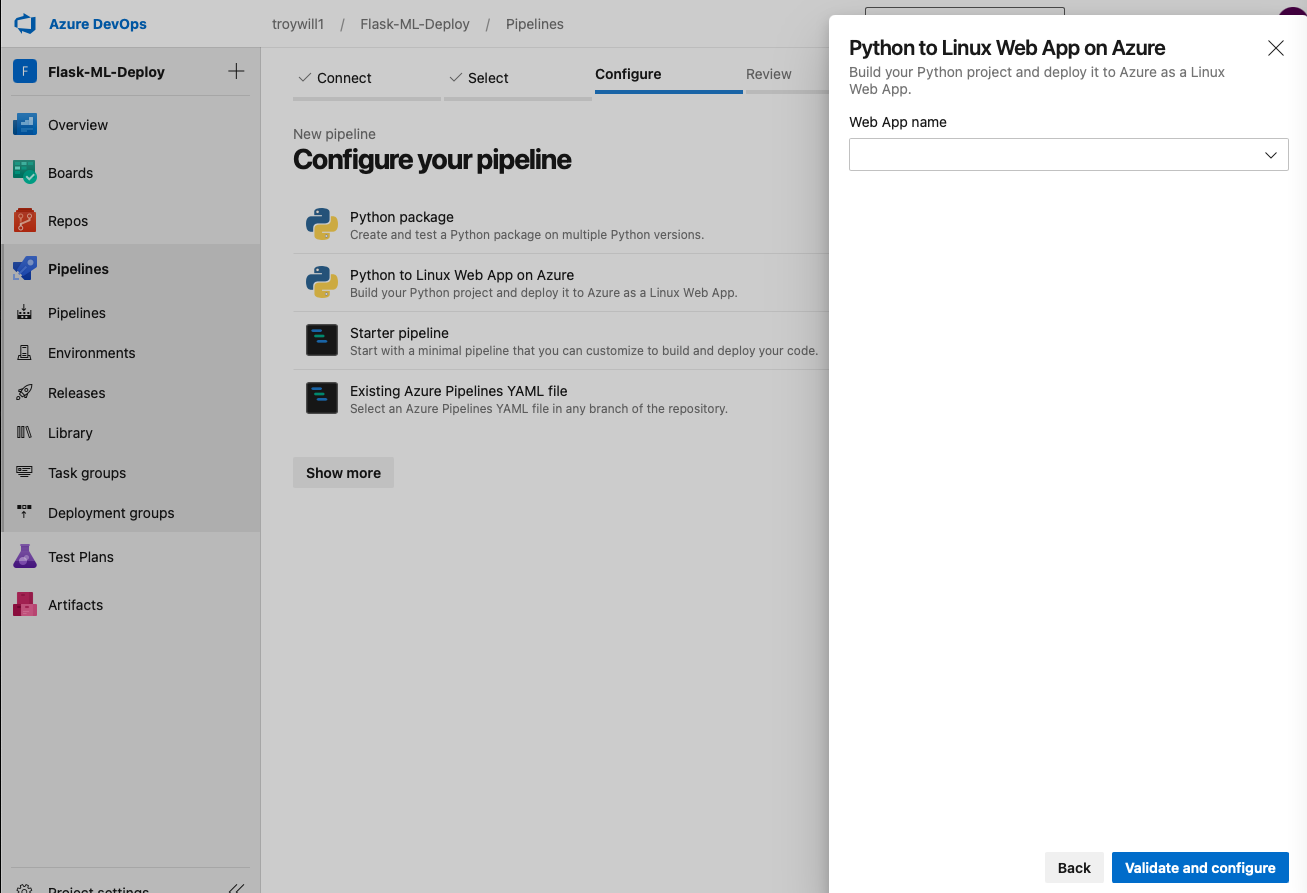 Azure DevOps
troywill1 / Flask-ML-Deploy / Pipelines
F Flask-ML-Deploy
Overview
Boards
Repos
Pipelines
Pipelines
Environments
Releases
Library
Task groups
Deployment groups
Test Plans
Artifacts
Project settings
Connect
Select
Configure
Review
New pipeline
Configure your pipeline
Python package
Create and test a Python package on multiple Python versions.
Python to Linux Web App on Azure
Build your Python project and deploy it to Azure as a Linux Web App.
Starter pipeline
Start with a minimal pipeline that you can customize to build and deploy your code.
Existing Azure Pipelines YAML file
Select an Azure Pipelines YAML file in any branch of the repository.
Show more
Python to Linux Web App on Azure
Build your Python project and deploy it to Azure as a Linux
Web App.
Web App name
Back
Validate and configure